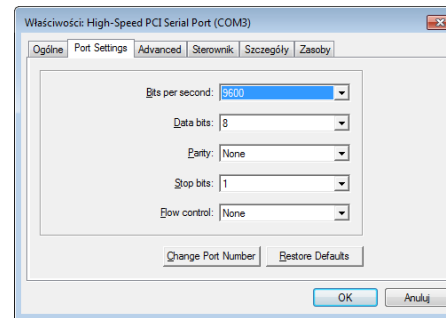 Właściwości: High-Speed PCI Serial Port (COM3)
Ogólne Port Settings Advanced Sterownik Szczegóły Zasoby
Bits per second: 9600
Data bits: 8
Parity: None
Stop bits: 1
Flow control: None
Change Port Number Restore Defaults
OK Anuluj